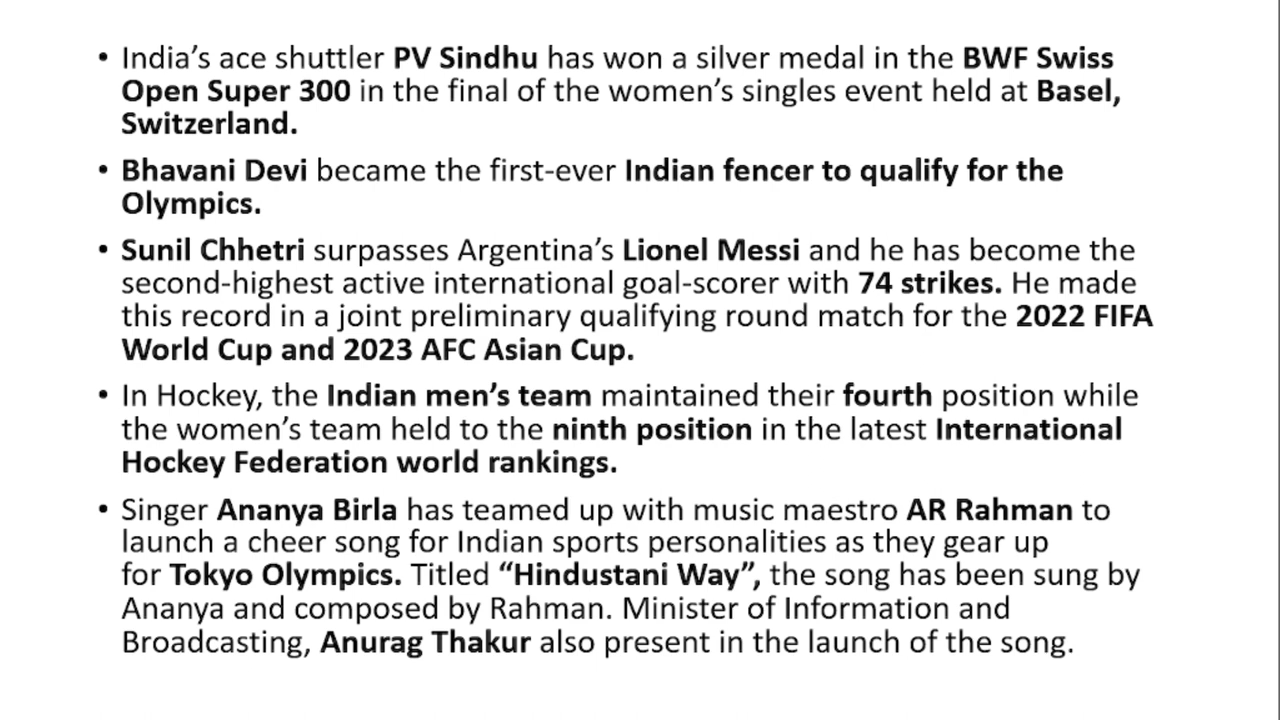 • India’s ace shuttler PV Sindhu has won a silver medal in the BWF Swiss
Open Super 300 in the final of the women’s singles event held at Basel,
Switzerland.
• Bhavani Devi became the first-ever Indian fencer to qualify for the
Olympics.
• Sunil Chhetri surpasses Argentina’s Lionel Messi and he has become the
second-highest active international goal-scorer with 74 strikes. He made
this record in a joint preliminary qualifying round match for the 2022 FIFA
World Cup and 2023 AFC Asian Cup.
• In Hockey, the Indian men’s team maintained their fourth position while
the women’s team held to the ninth position in the latest International
Hockey Federation world rankings.
• Singer Ananya Birla has teamed up with music maestro AR Rahman to
launch a cheer song for Indian sports personalities as they gear up
for Tokyo Olympics. Titled “Hindustani Way”, the song has been sung by
Ananya and composed by Rahman. Minister of Information and
Broadcasting, Anurag Thakur also present in the launch of the song.